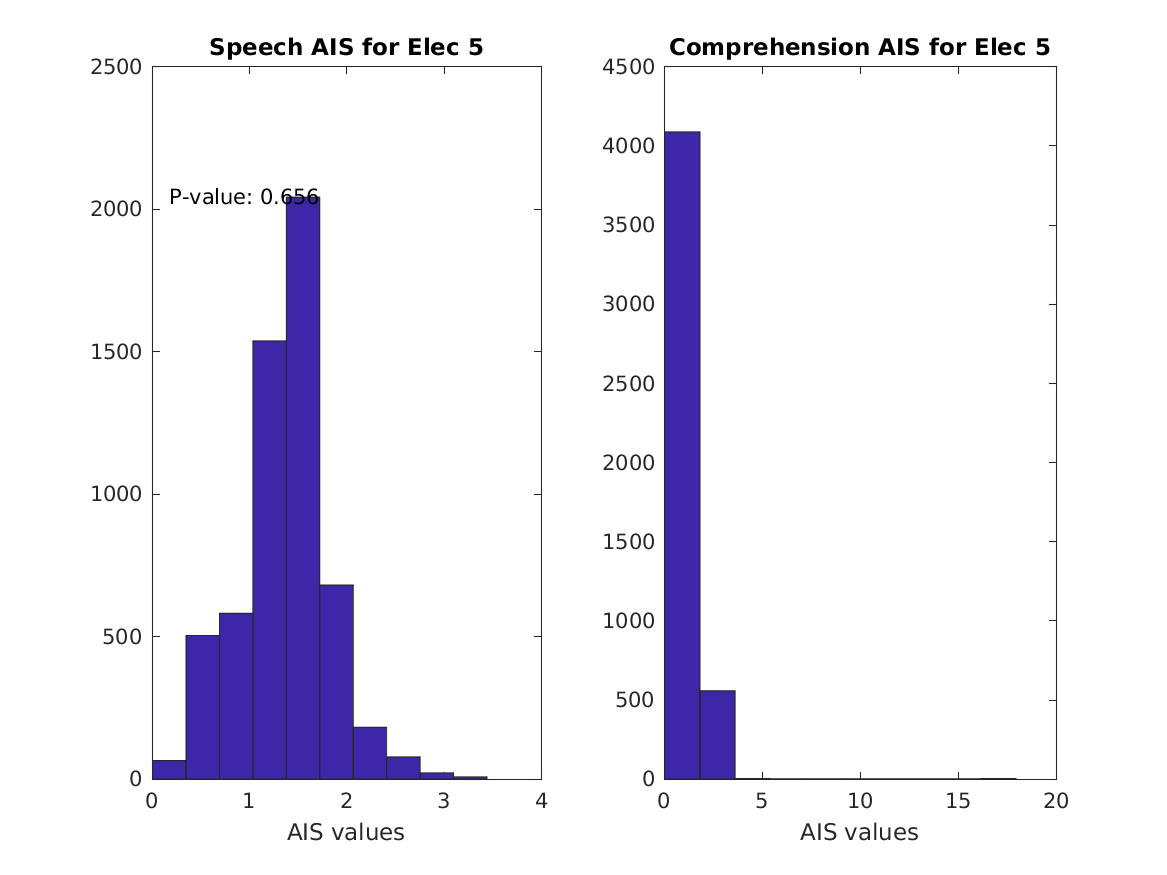 Speech AIS for Elec 5
2500
2000
1500
1000
500
0
P-value: 0.656
0 1 2 3 4
AIS values
Comprehension AIS for Elec 5
4500
4000
3500
3000
2500
2000
1500
1000
500
0
0 5 10 15 20
AIS values